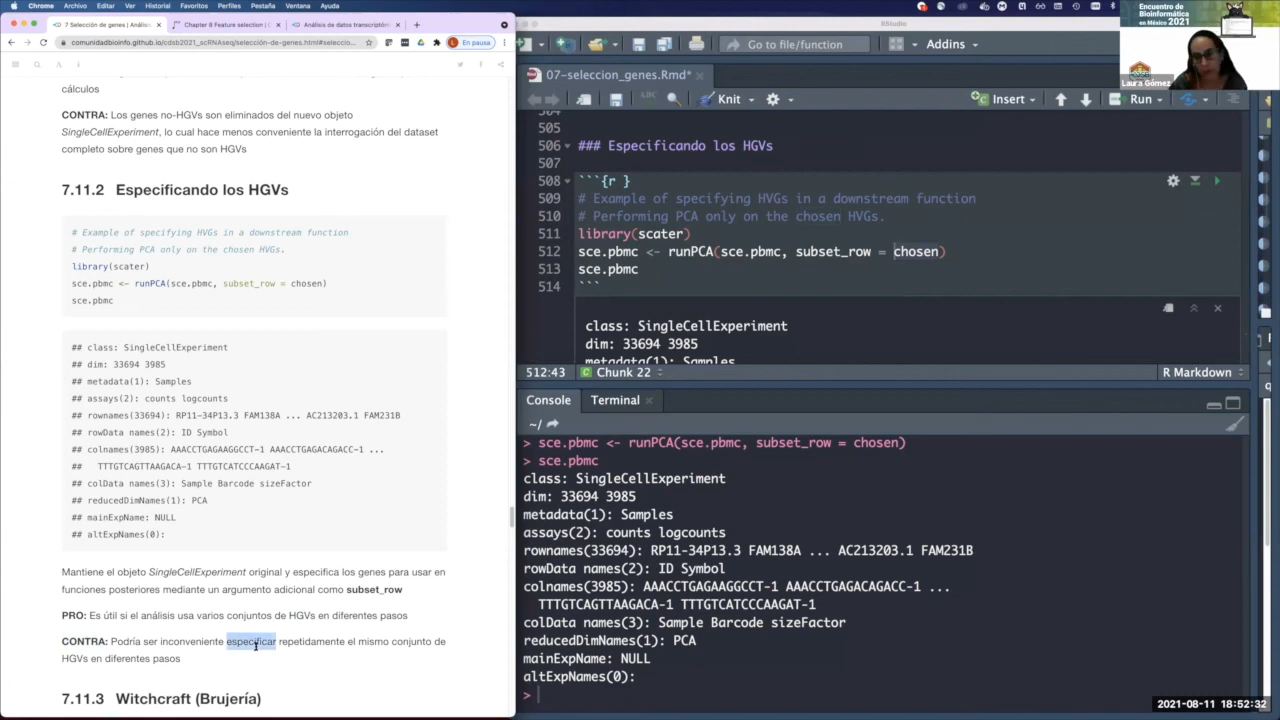 Chrome Archivo Editar Ver Historial Favoritos Perfiles Pestaña Ventana Ayuda
7 Selección de genes | Análisis
Chapter 8 Feature selection |
Análisis de datos transcriptóm
comunidadbioinfo.github.io/cdsb2021_scRNAseq/selección-de-genes.html#seleccio...
En pausa
cálculos
CONTRA: Los genes no-HGVs son eliminados del nuevo objeto
SingleCellExperiment, lo cual hace menos conveniente la interrogación del dataset
completo sobre genes que no son HGVs
7.11.2 Especificando los HGVs
# Example of specifying HVGs in a downstream function
# Performing PCA only on the chosen HVGs.
library(scater)
sce.pbmc <- runPCA(sce.pbmc, subset_row = chosen)
sce.pbmc
## class: SingleCellExperiment
## dim: 33694 3985
## metadata(1): Samples
## assays(2): counts logcounts
## rownames(33694): RP11-34P13.3 FAM138A ... AC213203.1 FAM231B
## rowData names(2): ID Symbol
## colnames(3985): AAACCTGAGAAGGCCT-1 AAACCTGAGACAGACC-1 ...
## TTTGTCAGTTAAGACA-1 TTTGTCATCCCAAGAT-1
## colData names(3): Sample Barcode sizeFactor
## reducedDimNames(1): PCA
## mainExpName: NULL
## altExpNames(0):
Mantiene el objeto SingleCellExperiment original y especifica los genes para usar en
funciones posteriores mediante un argumento adicional como subset_row
PRO: Es útil si el análisis usa varios conjuntos de HGVs en diferentes pasos
CONTRA: Podría ser inconveniente especificar repetidamente el mismo conjunto de
HGVs en diferentes pasos
7.11.3 Witchcraft (Brujería)
RStudio
Go to file/function
Addins
07-seleccion_genes.Rmd*
ABC
Knit
Insert
Run
505
506 ### Especificando los HGVs
507
508 ```{r }
509 # Example of specifying HVGs in a downstream function
510 # Performing PCA only on the chosen HVGs.
511 library(scater)
512 sce.pbmc <- runPCA(sce.pbmc, subset_row = chosen)
513 sce.pbmc
514 ```
class: SingleCellExperiment
dim: 33694 3985
metadata(1): Samples
512:43 Chunk 22 R Markdown
Console Terminal
~/
> sce.pbmc <- runPCA(sce.pbmc, subset_row = chosen)
> sce.pbmc
class: SingleCellExperiment
dim: 33694 3985
metadata(1): Samples
assays(2): counts logcounts
rownames(33694): RP11-34P13.3 FAM138A ... AC213203.1 FAM231B
rowData names(2): ID Symbol
colnames(3985): AAACCTGAGAAGGCCT-1 AAACCTGAGACAGACC-1 ...
TTTGTCAGTTAAGACA-1 TTTGTCATCCCAAGAT-1
colData names(3): Sample Barcode sizeFactor
reducedDimNames(1): PCA
mainExpName: NULL
altExpNames(0):
>
Encuentro de
Bioinformática
en México 2021
Laura Gómez
2021-08-11 18:52:32